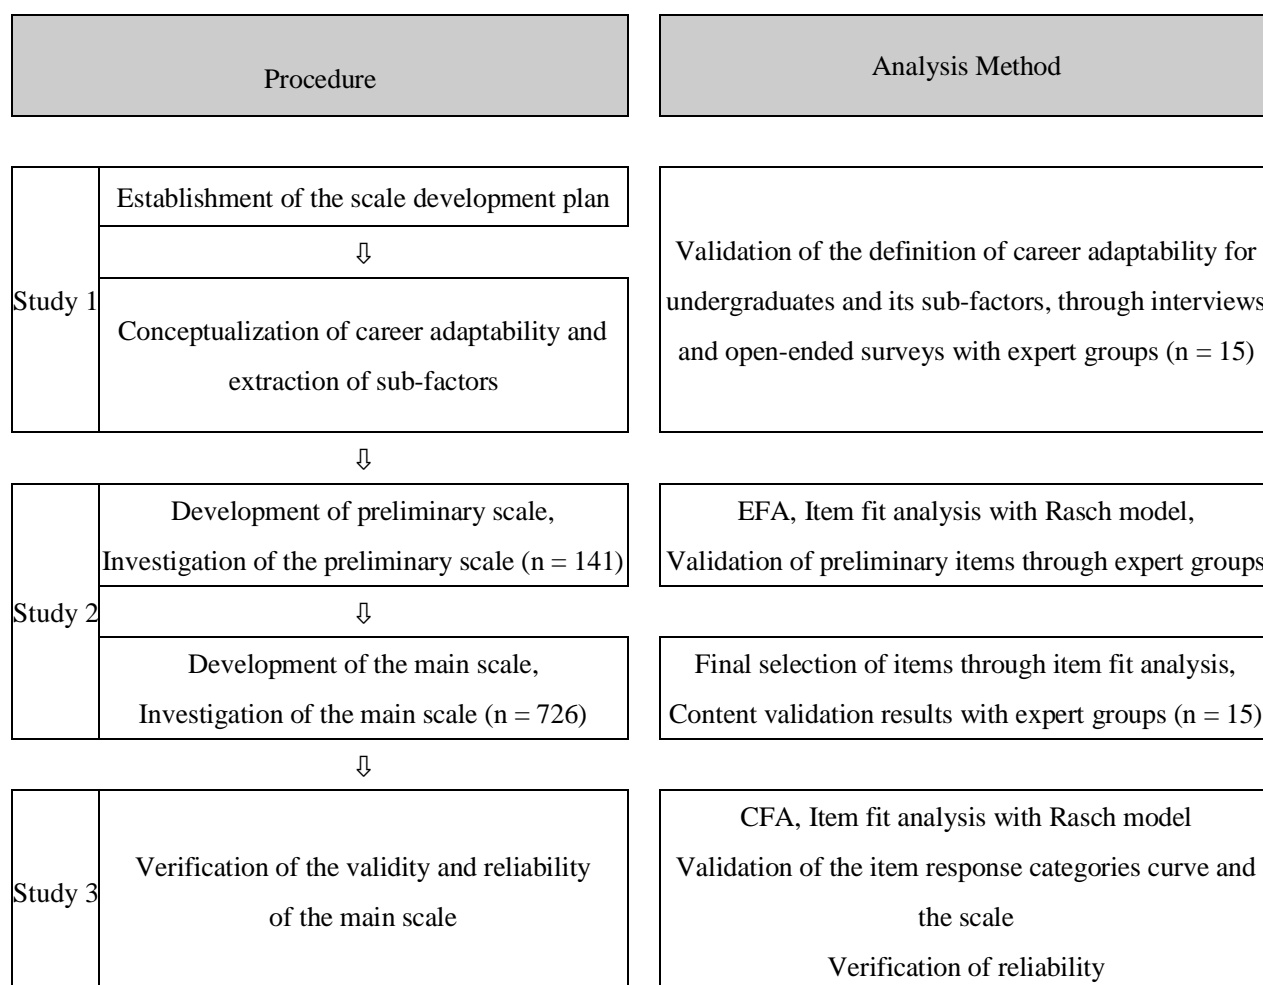 Procedure
Analysis Method
Study 1
Establishment of the scale development plan
⇩
Conceptualization of career adaptability and
extraction of sub-factors
Validation of the definition of career adaptability for
undergraduates and its sub-factors, through interviews
and open-ended surveys with expert groups (n = 15)
⇩
Study 2
Development of preliminary scale,
Investigation of the preliminary scale (n = 141)
EFA, Item fit analysis with Rasch model,
Validation of preliminary items through expert groups
⇩
Development of the main scale,
Investigation of the main scale (n = 726)
Final selection of items through item fit analysis,
Content validation results with expert groups (n = 15)
⇩
Study 3
Verification of the validity and reliability
of the main scale
CFA, Item fit analysis with Rasch model
Validation of the item response categories curve and
the scale
Verification of reliability